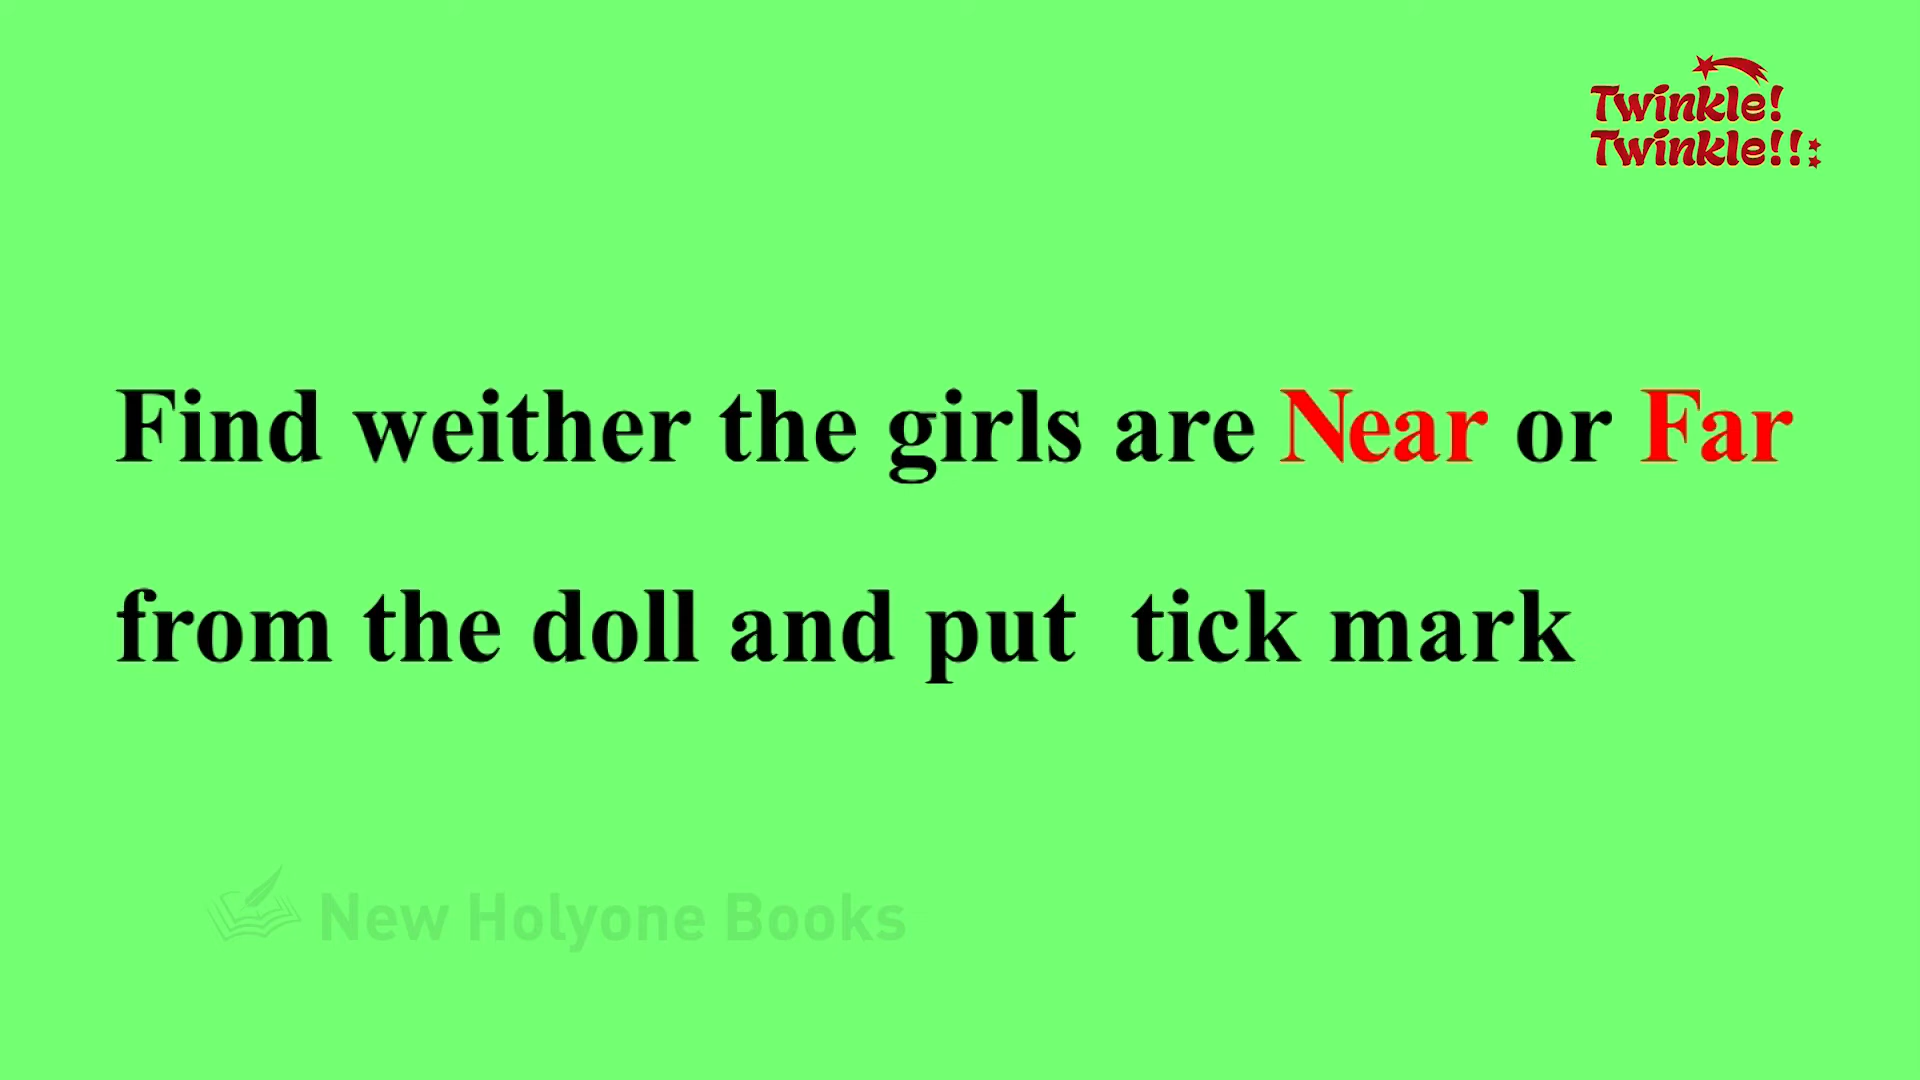 Twinkle!
Twinkle!!
Find weither the girls are Near or Far
from the doll and put tick mark
New Holyone Books